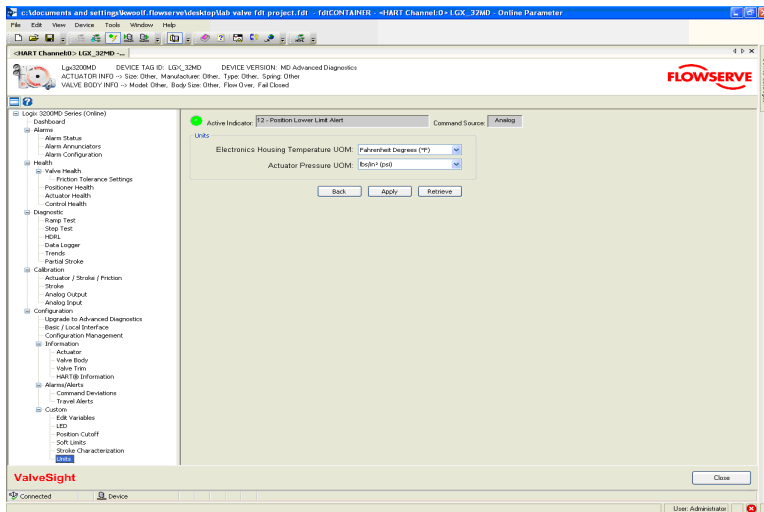 c:\documents and settings\kwoolf.flowserve\desktop\lab valve fdt project.fdt - fdtCONTAINER - <HART Channel:0> LGX_32MD - Online Parameter
File Edit View Device Tools Window Help
<HART Channel:0> LGX_32MD -...
Lgx3200MD DEVICE TAG ID: LGX_32MD DEVICE VERSION: MD Advanced Diagnostics
ACTUATOR INFO --> Size: Other, Manufacturer: Other, Type: Other, Spring: Other
VALVE BODY INFO --> Model: Other, Body Size: Other, Flow Over, Fail Closed
FLOWSERVE
Logix 3200MD Series (Online)
Dashboard
Alarms
Alarm Status
Alarm Annunciators
Alarm Configuration
Health
Valve Health
Friction Tolerance Settings
Positioner Health
Actuator Health
Control Health
Diagnostic
Ramp Test
Step Test
HDRL
Data Logger
Trends
Partial Stroke
Calibration
Actuator / Stroke / Friction
Stroke
Analog Output
Analog Input
Configuration
Upgrade to Advanced Diagnostics
Basic / Local Interface
Configuration Management
Information
Actuator
Valve Body
Valve Trim
HART® Information
Alarms/Alerts
Command Deviations
Travel Alerts
Custom
Edit Variables
LED
Position Cutoff
Soft Limits
Stroke Characterization
Units
Active Indicator: 12 - Position Lower Limit Alert Command Source: Analog
Units
Electronics Housing Temperature UOM: Fahrenheit Degrees (°F)
Actuator Pressure UOM: lbs/in² (psi)
Back Apply Retrieve
ValveSight
Close
Connected Device
User: Administrator